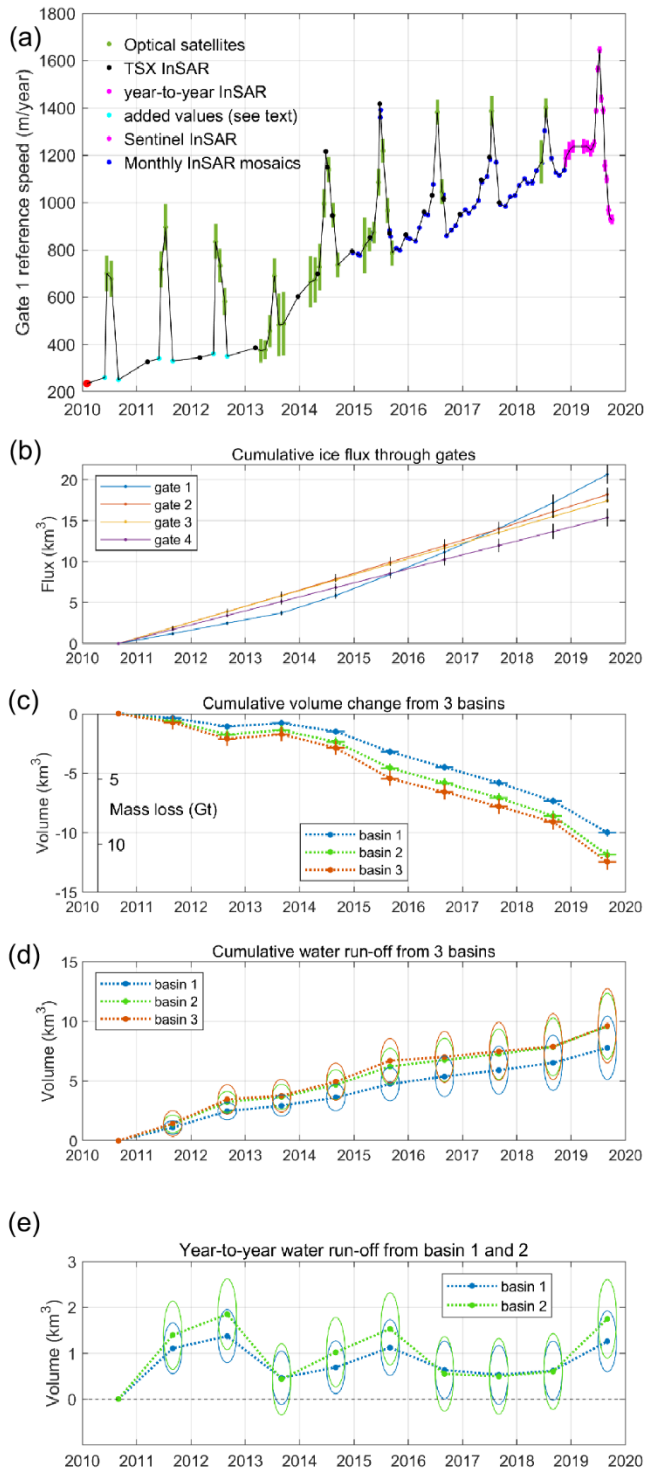 (a)
1800
1600
1400
1200
1000
800
600
400
200
Gate 1 reference speed (m/year)
Optical satellites
TSX InSAR
year-to-year InSAR
added values (see text)
Sentinel InSAR
Monthly InSAR mosaics
2010 2011 2012 2013 2014 2015 2016 2017 2018 2019 2020
(b)
Cumulative ice flux through gates
20
15
10
5
0
Flux (km³)
gate 1
gate 2
gate 3
gate 4
2010 2011 2012 2013 2014 2015 2016 2017 2018 2019 2020
(c)
Cumulative volume change from 3 basins
0
-5
-10
-15
Volume (km³)
5
Mass loss (Gt)
10
basin 1
basin 2
basin 3
2010 2011 2012 2013 2014 2015 2016 2017 2018 2019 2020
(d)
Cumulative water run-off from 3 basins
15
10
5
0
Volume (km³)
basin 1
basin 2
basin 3
2010 2011 2012 2013 2014 2015 2016 2017 2018 2019 2020
(e)
Year-to-year water run-off from basin 1 and 2
3
2
1
0
Volume (km³)
basin 1
basin 2
2010 2011 2012 2013 2014 2015 2016 2017 2018 2019 2020